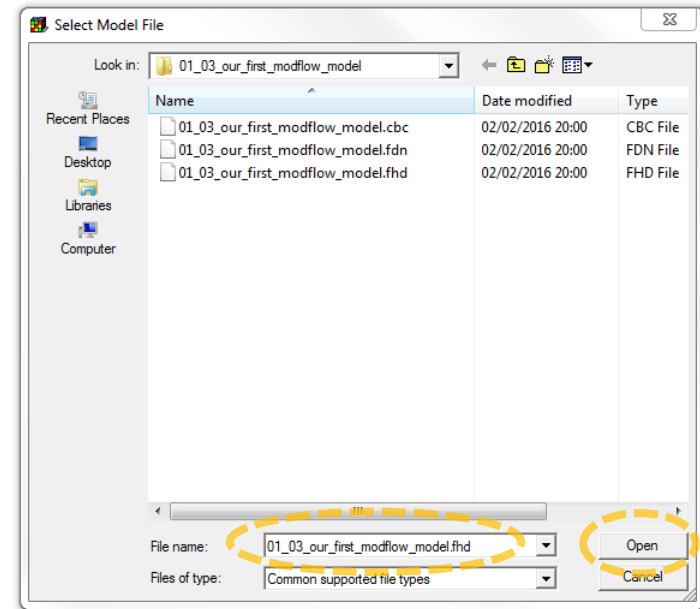 Select Model File
Look in: 01_03_our_first_modflow_model
Recent Places
Desktop
Libraries
Computer
Name Date modified Type
01_03_our_first_modflow_model.cbc 02/02/2016 20:00 CBC File
01_03_our_first_modflow_model.fdn 02/02/2016 20:00 FDN File
01_03_our_first_modflow_model.fhd 02/02/2016 20:00 FHD File
File name: 01_03_our_first_modflow_model.fhd Open
Files of type: Common supported file types Cancel